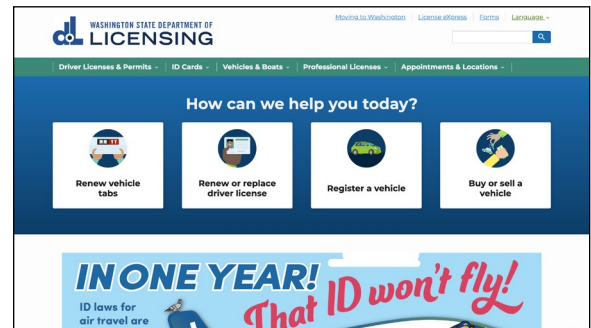 Moving to Washington
License eXpress
Forms
Language
WASHINGTON STATE DEPARTMENT OF
LICENSING
Driver Licenses & Permits
ID Cards
Vehicles & Boats
Professional Licenses
Appointments & Locations
How can we help you today?
Renew vehicle
tabs
Renew or replace
driver license
Register a vehicle
Buy or sell a
vehicle
IN ONE YEAR!
That ID won't fly!
ID laws for
air travel are